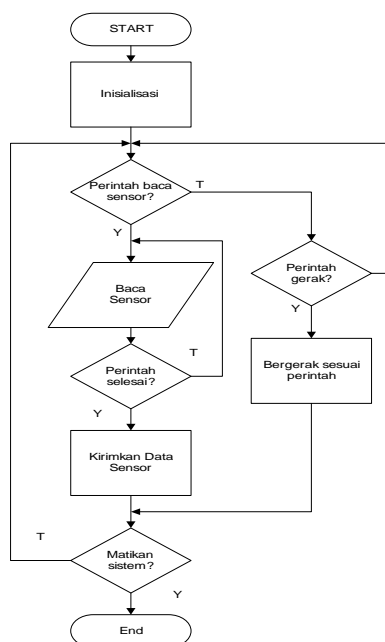 START
Inisialisasi
Perintah baca
sensor?
T
Y
Baca
Sensor
Perintah
gerak?
Y
Perintah
selesai?
T
Y
Bergerak sesuai
perintah
Kirimkan Data
Sensor
T
Matikan
sistem?
Y
End